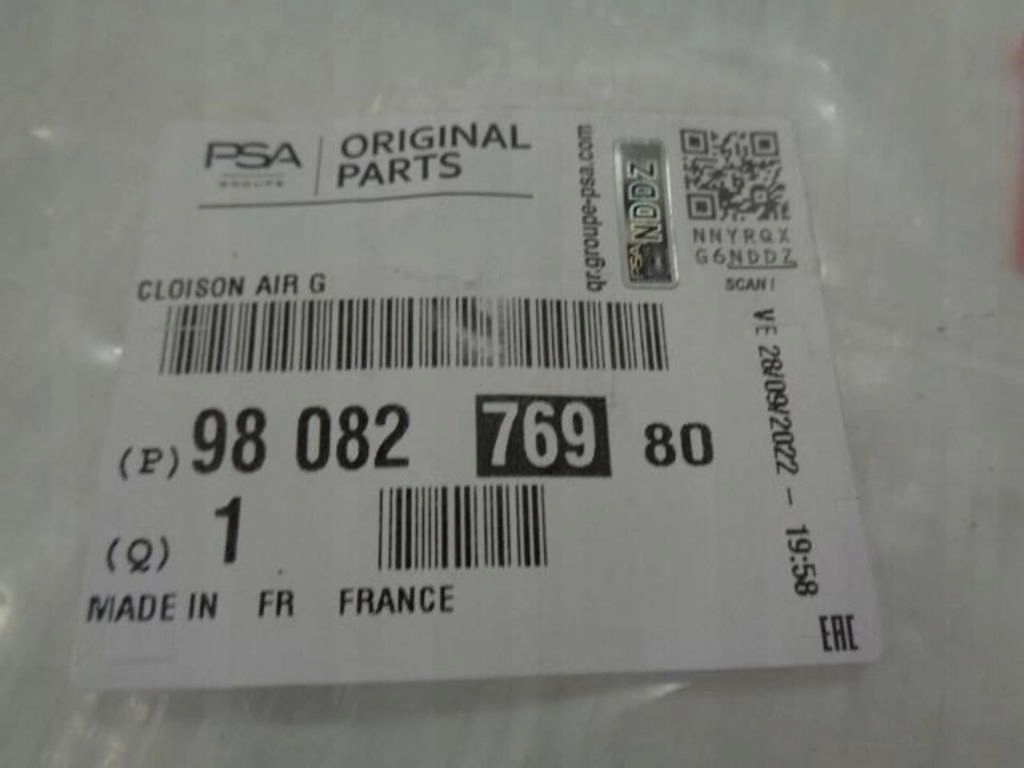 PSA
GROUPE
ORIGINAL
PARTS
qr.groupe-psa.com
PSA NDDZ
NNYRQX
G6NDDZ
SCAN!
CLOISON AIR G
(P) 98 082 769 80
(Q) 1
MADE IN FR FRANCE
VE 28/09/2022 - 19:58
EAC